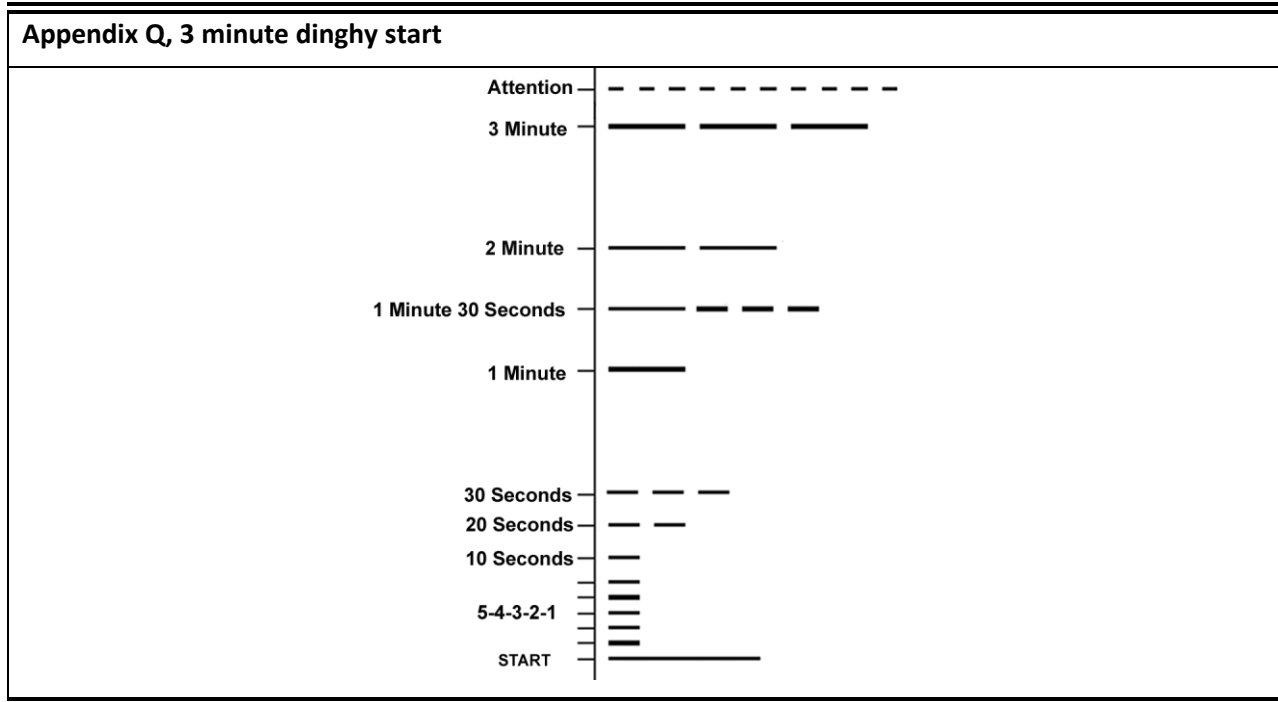 Appendix Q, 3 minute dinghy start
Attention
3 Minute
2 Minute
1 Minute 30 Seconds
1 Minute
30 Seconds
20 Seconds
10 Seconds
5-4-3-2-1
START